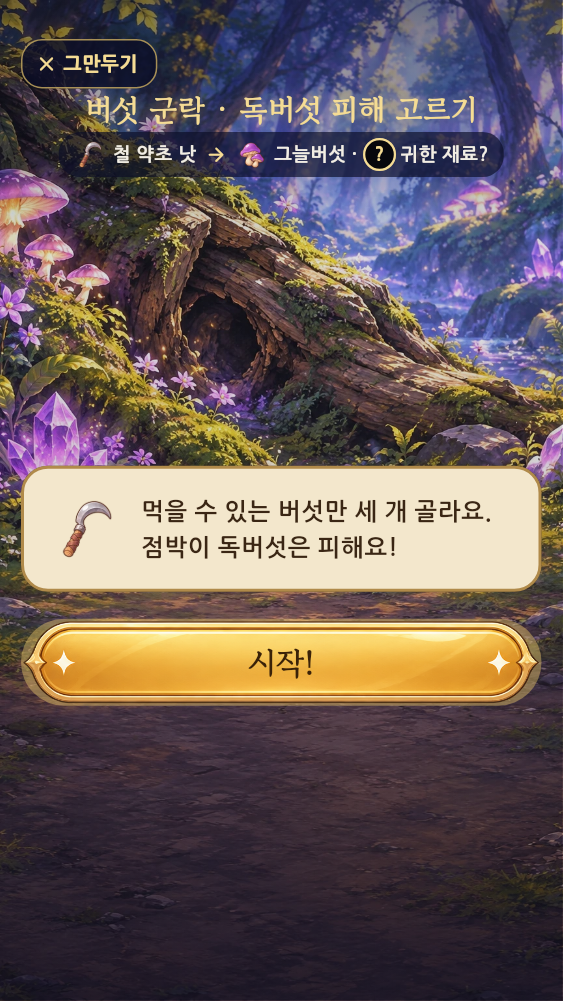 × 그만두기
버섯 군락 · 독버섯 피해 고르기
철 약초 낫 → 그늘버섯 · ? 귀한 재료?
먹을 수 있는 버섯만 세 개 골라요.
점박이 독버섯은 피해요!
시작!